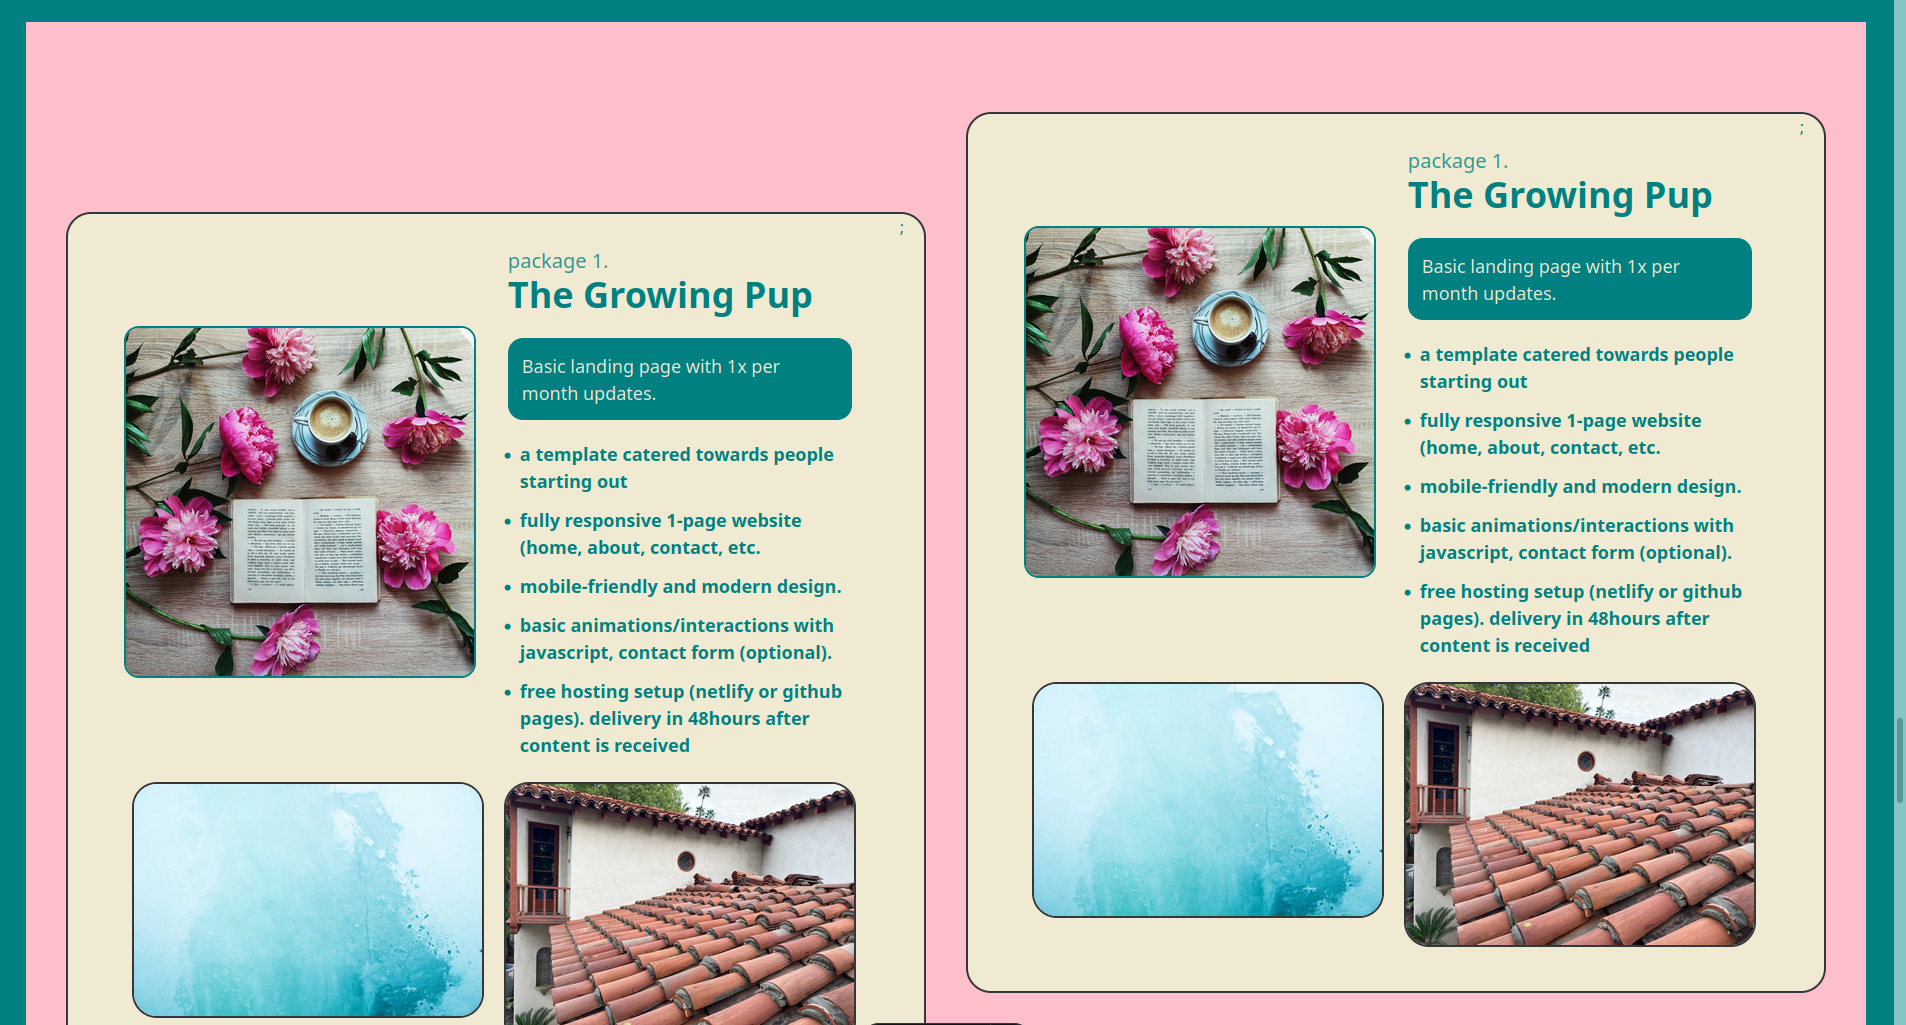 ;
package 1.
The Growing Pup
Basic landing page with 1x per
month updates.
• a template catered towards people
starting out
• fully responsive 1-page website
(home, about, contact, etc.
• mobile-friendly and modern design.
• basic animations/interactions with
javascript, contact form (optional).
• free hosting setup (netlify or github
pages). delivery in 48hours after
content is received
;
package 1.
The Growing Pup
Basic landing page with 1x per
month updates.
• a template catered towards people
starting out
• fully responsive 1-page website
(home, about, contact, etc.
• mobile-friendly and modern design.
• basic animations/interactions with
javascript, contact form (optional).
• free hosting setup (netlify or github
pages). delivery in 48hours after
content is received